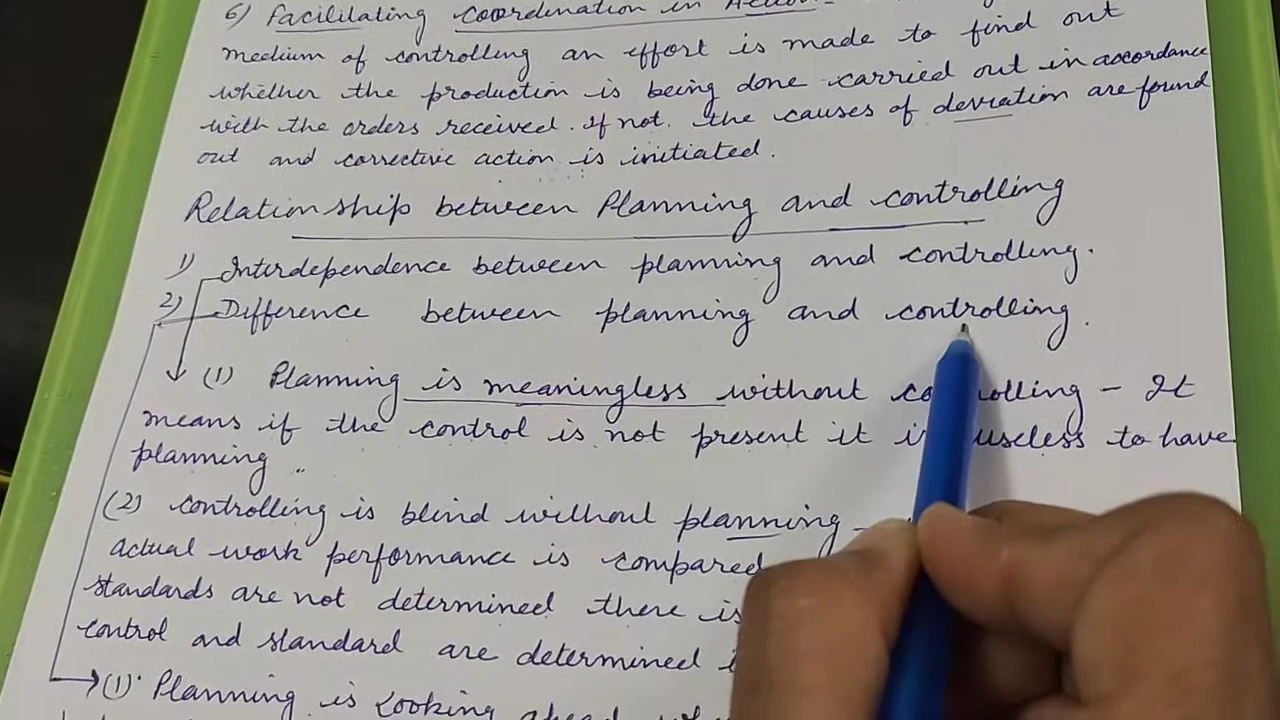 6) Facililating coordination in Action
medium of controlling an effort is made to find out
whether the production is being done carried out in accordance
with the orders received. If not. the causes of deviation are found
out and corrective action is initiated.
Relationship between Planning and controlling
1) Interdependence between planning and controlling.
2) Difference between planning and controlling.
(1) Planning is meaningless without controlling - It
means if the control is not present it is useless to have
planning
(2) controlling is blind without planning -
actual work performance is compared
standards are not determined there is
control and standard are determined
(1). Planning is looking ahead